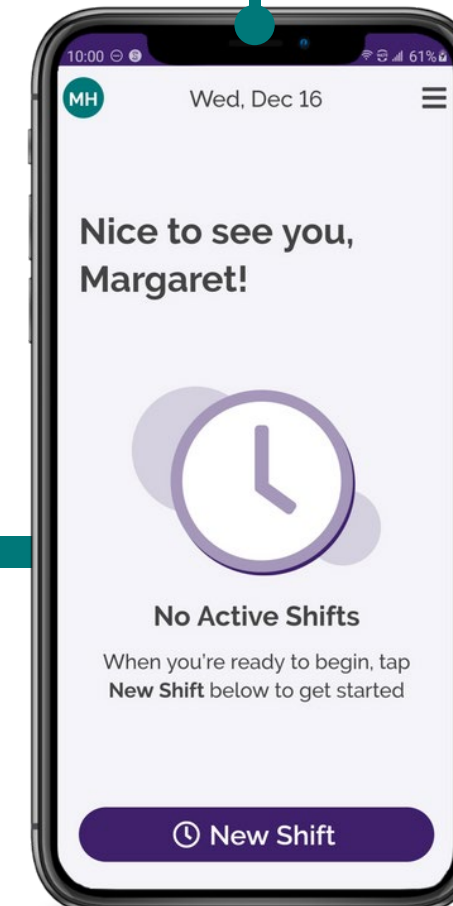 10:00
61%
MH
Wed, Dec 16
Nice to see you,
Margaret!
No Active Shifts
When you're ready to begin, tap
New Shift below to get started
New Shift